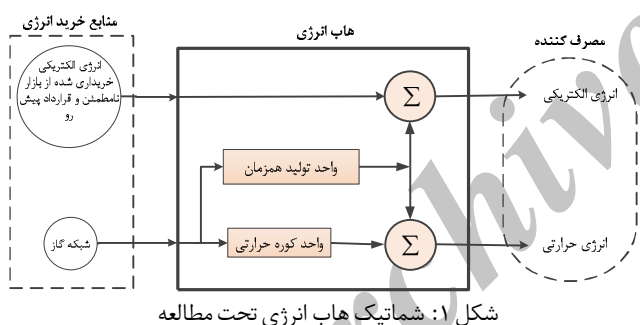 منابع خرید انرژی
هاب انرژی
مصرف کننده
انرژی الکتریکی
خریداری شده از بازار
نامطمئن و قرارداد پیش
رو
∑
انرژی الکتریکی
واحد تولید همزمان
شبکه گاز
واحد کوره حرارتی
∑
انرژی حرارتی
شکل ۱: شماتیک هاب انرژی تحت مطالعه